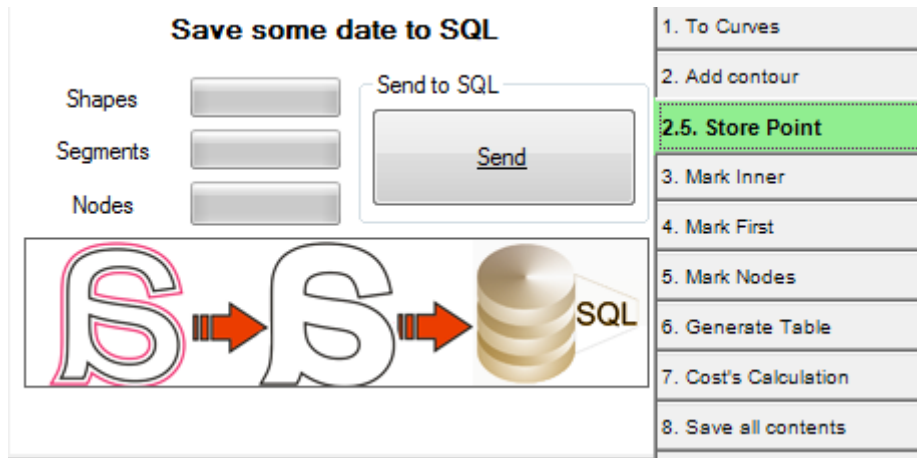 Save some date to SQL
Shapes
Segments
Nodes
Send to SQL
Send
SQL
1. To Curves
2. Add contour
2.5. Store Point
3. Mark Inner
4. Mark First
5. Mark Nodes
6. Generate Table
7. Cost's Calculation
8. Save all contents